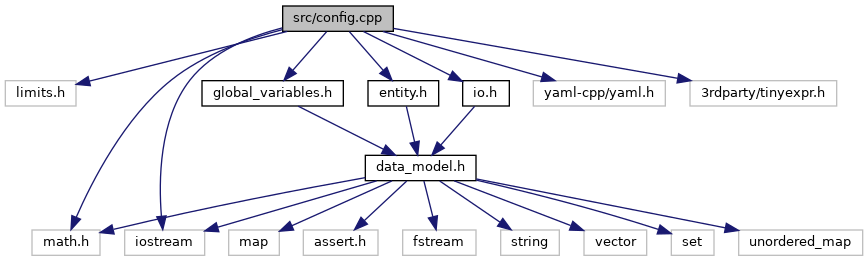 src/config.cpp
limits.h
global_variables.h
entity.h
io.h
yaml-cpp/yaml.h
3rdparty/tinyexpr.h
data_model.h
math.h
iostream
map
assert.h
fstream
string
vector
set
unordered_map